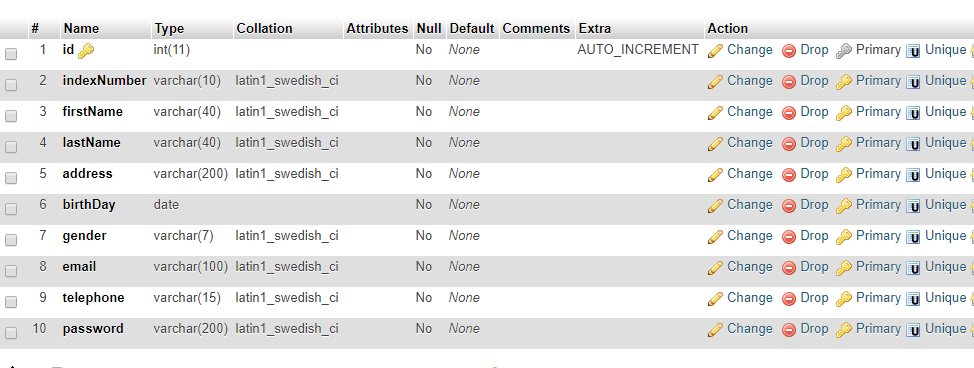 # Name Type Collation Attributes Null Default Comments Extra Action
1 id int(11) No None AUTO_INCREMENT Change Drop Primary U Unique
2 indexNumber varchar(10) latin1_swedish_ci No None Change Drop Primary U Unique
3 firstName varchar(40) latin1_swedish_ci No None Change Drop Primary U Unique
4 lastName varchar(40) latin1_swedish_ci No None Change Drop Primary U Unique
5 address varchar(200) latin1_swedish_ci No None Change Drop Primary U Unique
6 birthDay date No None Change Drop Primary U Unique
7 gender varchar(7) latin1_swedish_ci No None Change Drop Primary U Unique
8 email varchar(100) latin1_swedish_ci No None Change Drop Primary U Unique
9 telephone varchar(15) latin1_swedish_ci No None Change Drop Primary U Unique
10 password varchar(200) latin1_swedish_ci No None Change Drop Primary U Unique